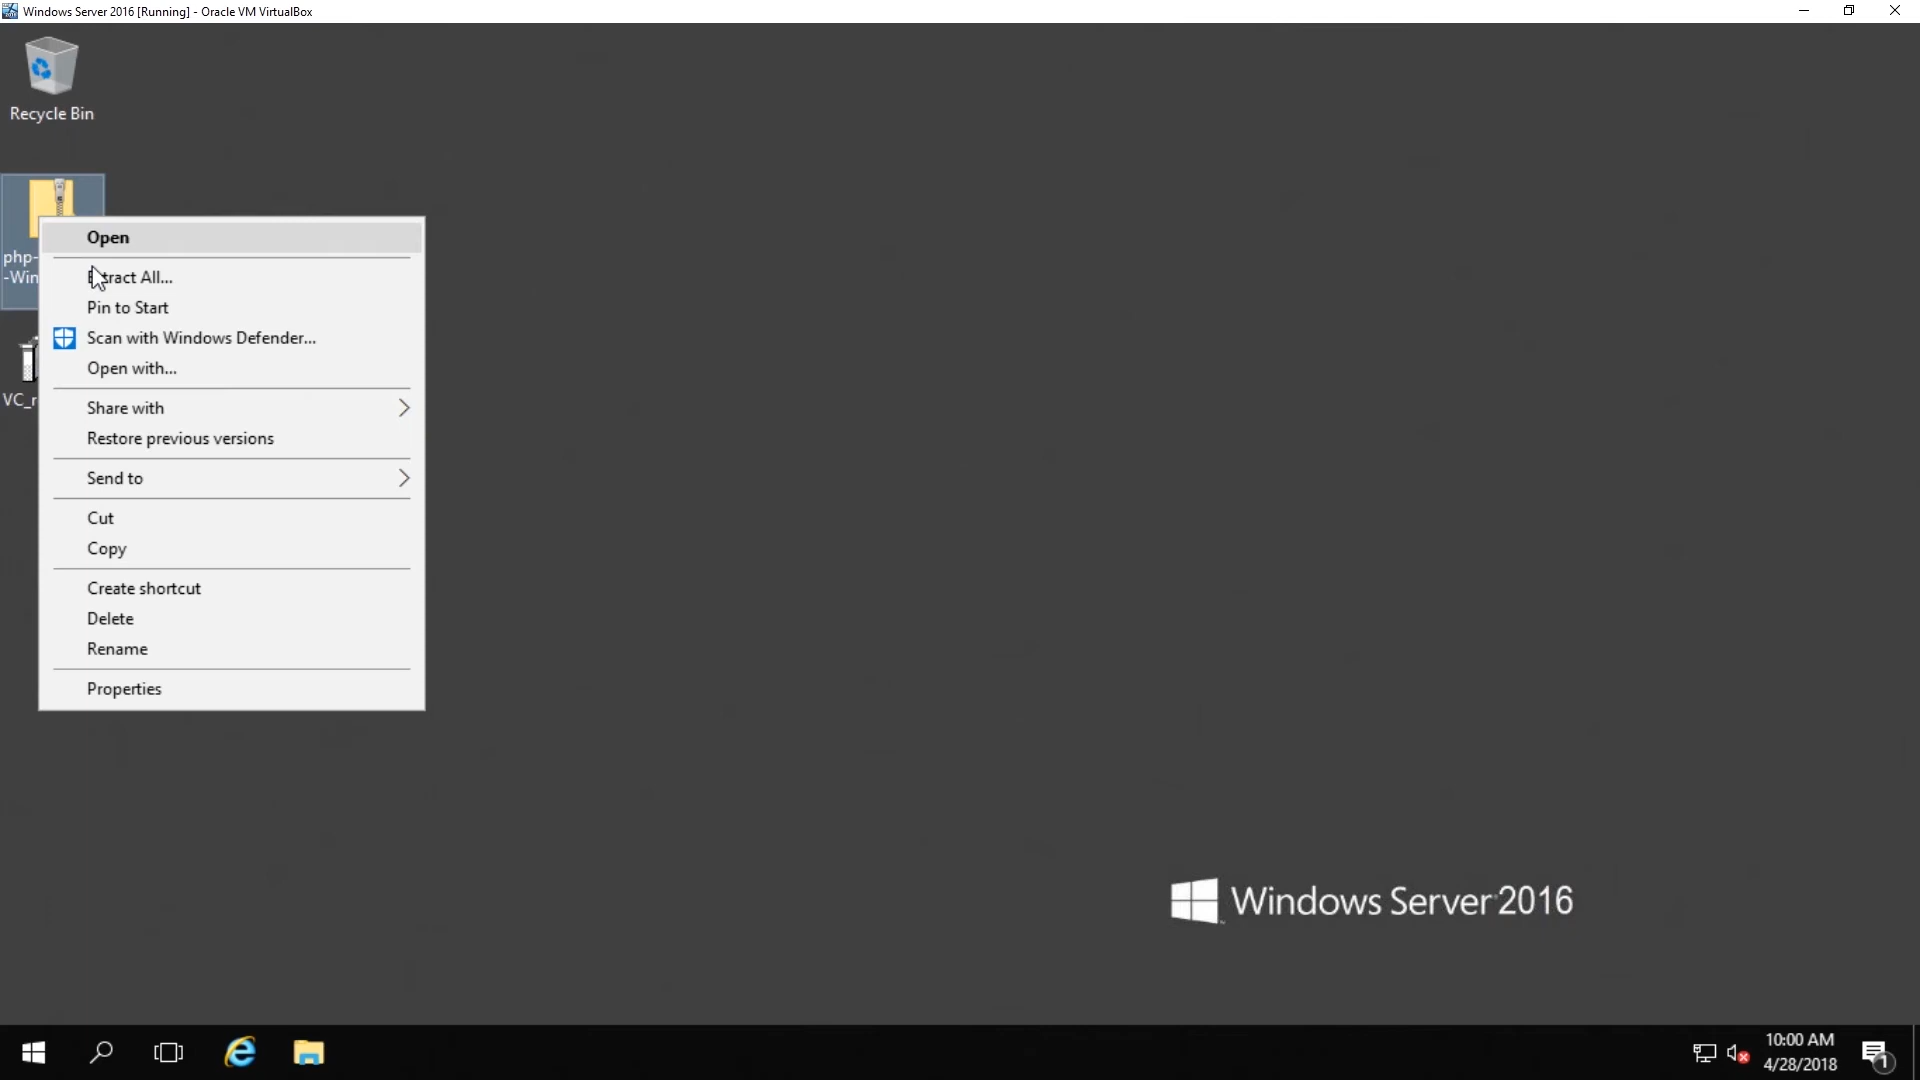 Windows Server 2016 [Running] - Oracle VM VirtualBox
Recycle Bin
php-
-Win
VC_r
Open
Extract All...
Pin to Start
Scan with Windows Defender...
Open with...
Share with
Restore previous versions
Send to
Cut
Copy
Create shortcut
Delete
Rename
Properties
Windows Server 2016
10:00 AM
4/28/2018
1